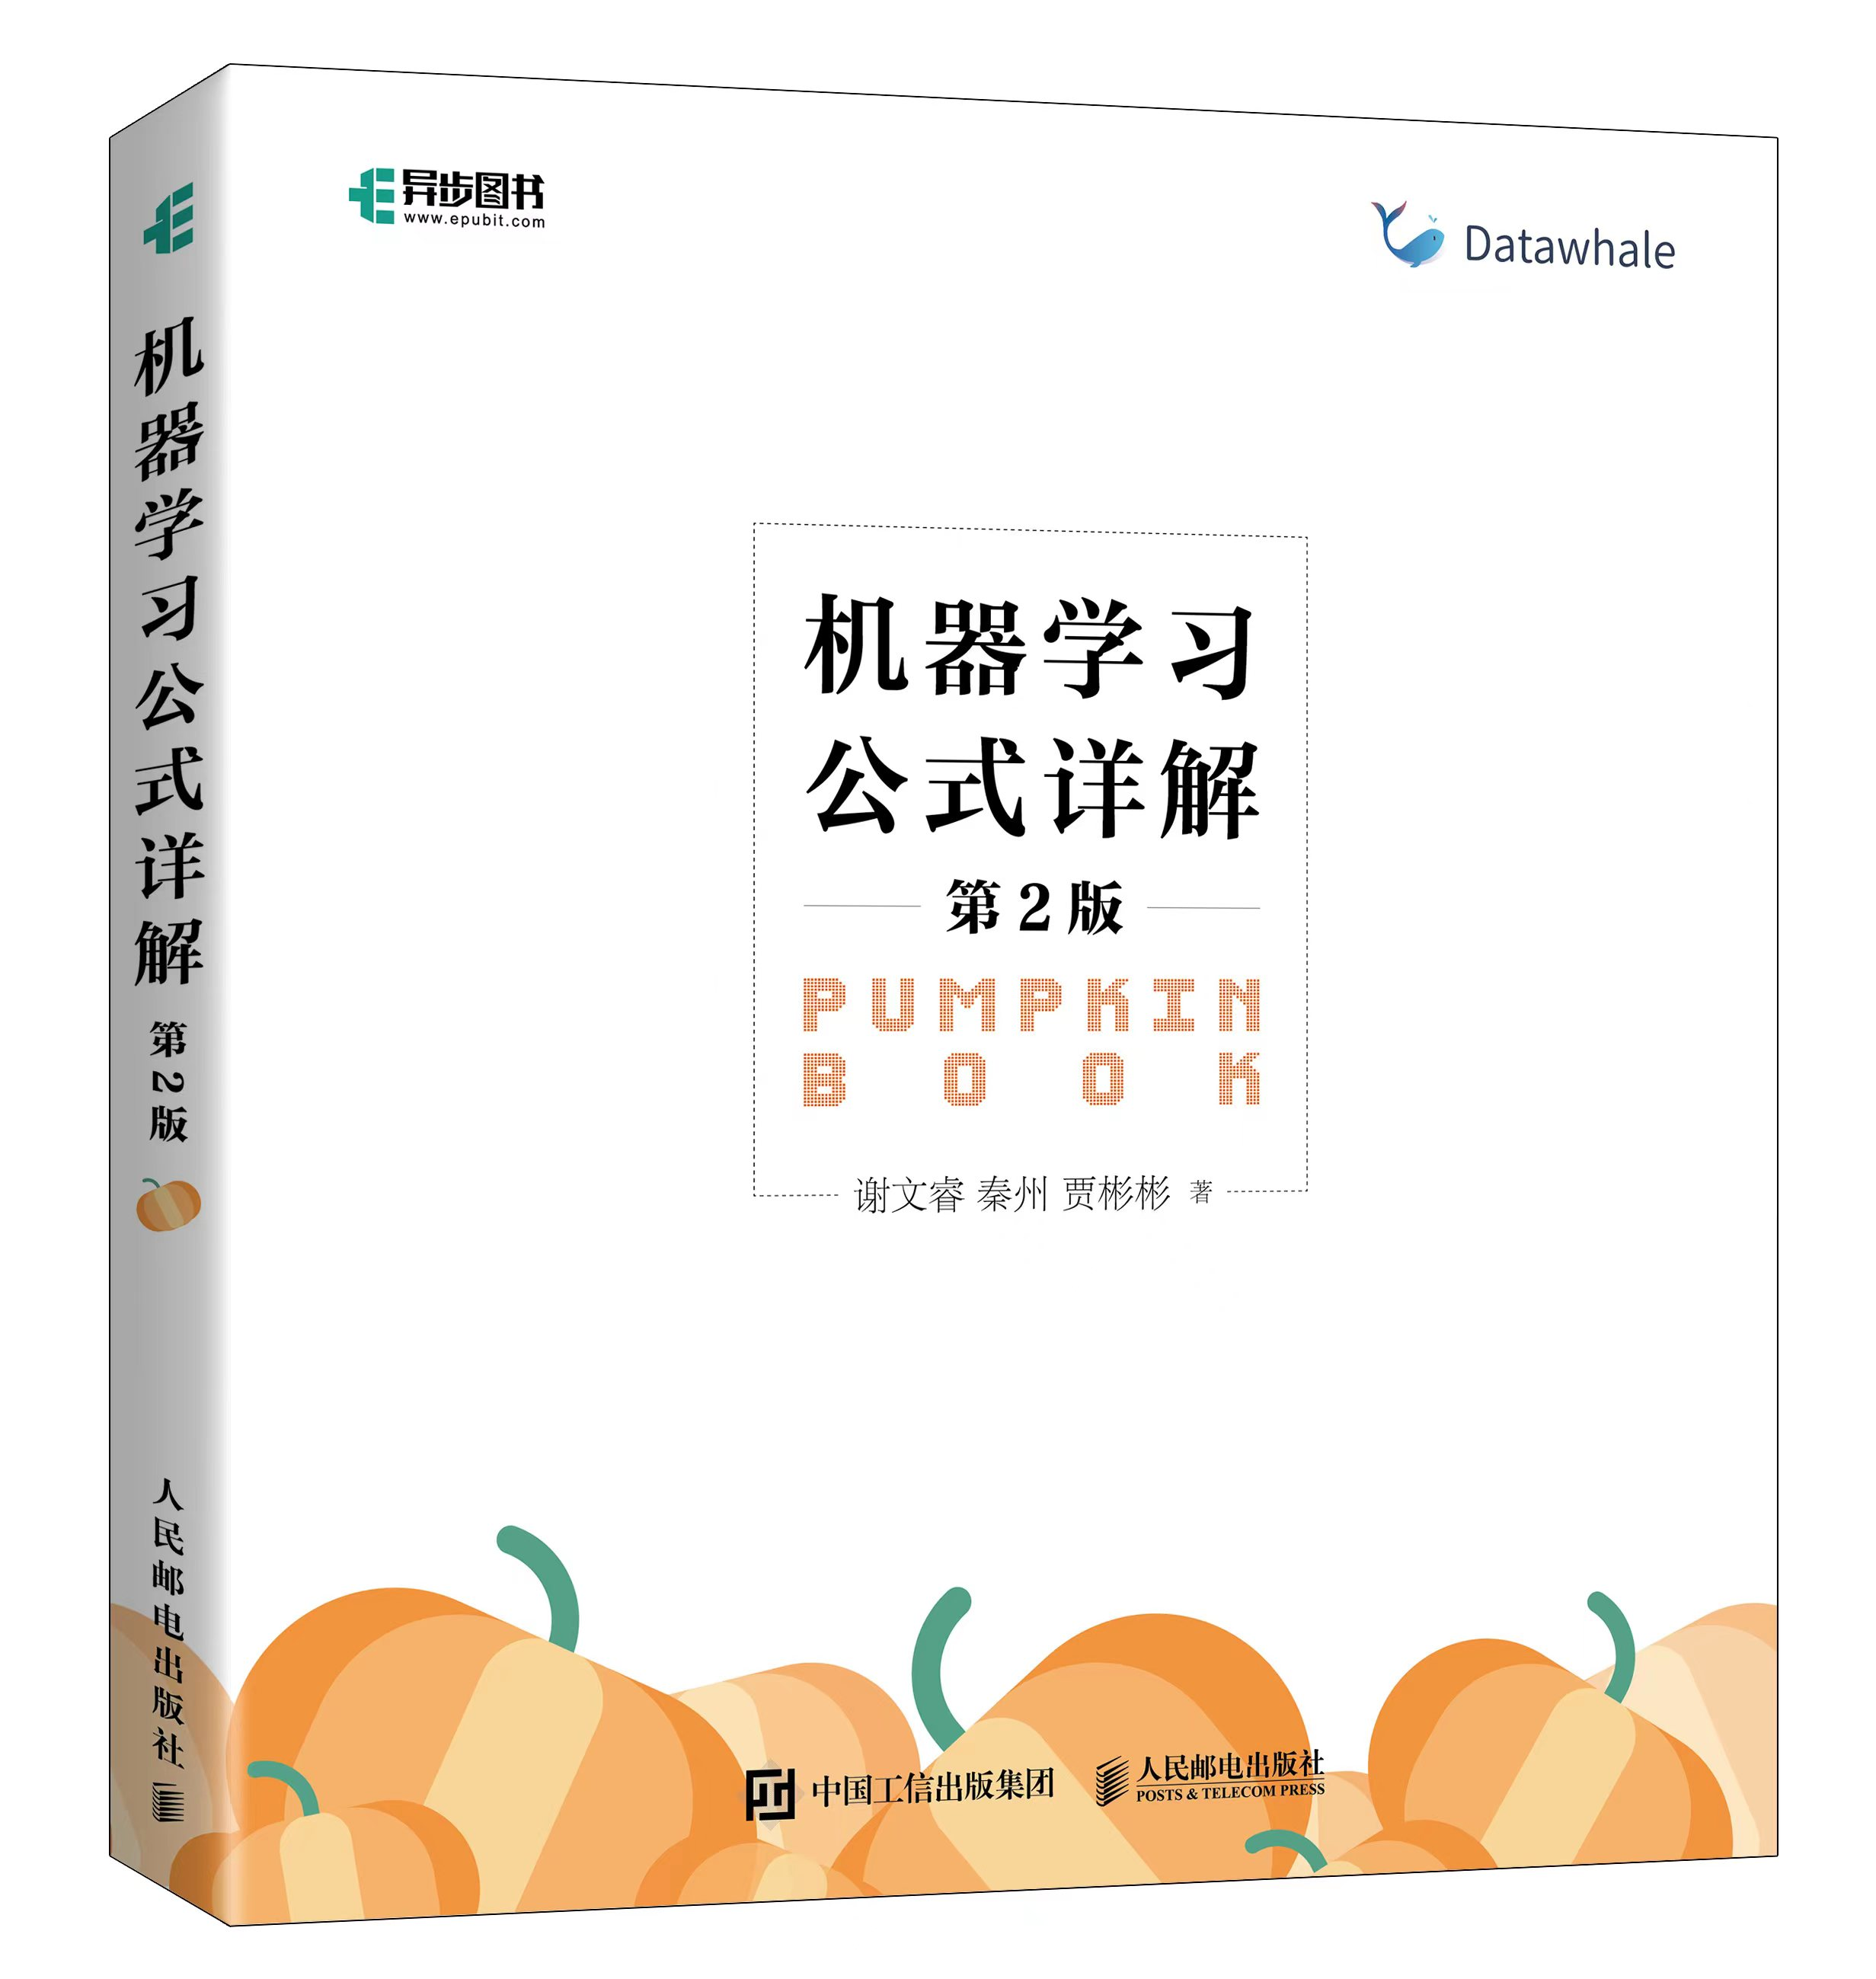 机器学习公式详解 第2版
人民邮电出版社
异步图书
www.epubit.com
Datawhale
机器学习
公式详解
第2版
PUMPKIN
BOOK
谢文睿 秦州 贾彬彬 著
中国工信出版集团
人民邮电出版社
POSTS & TELECOM PRESS